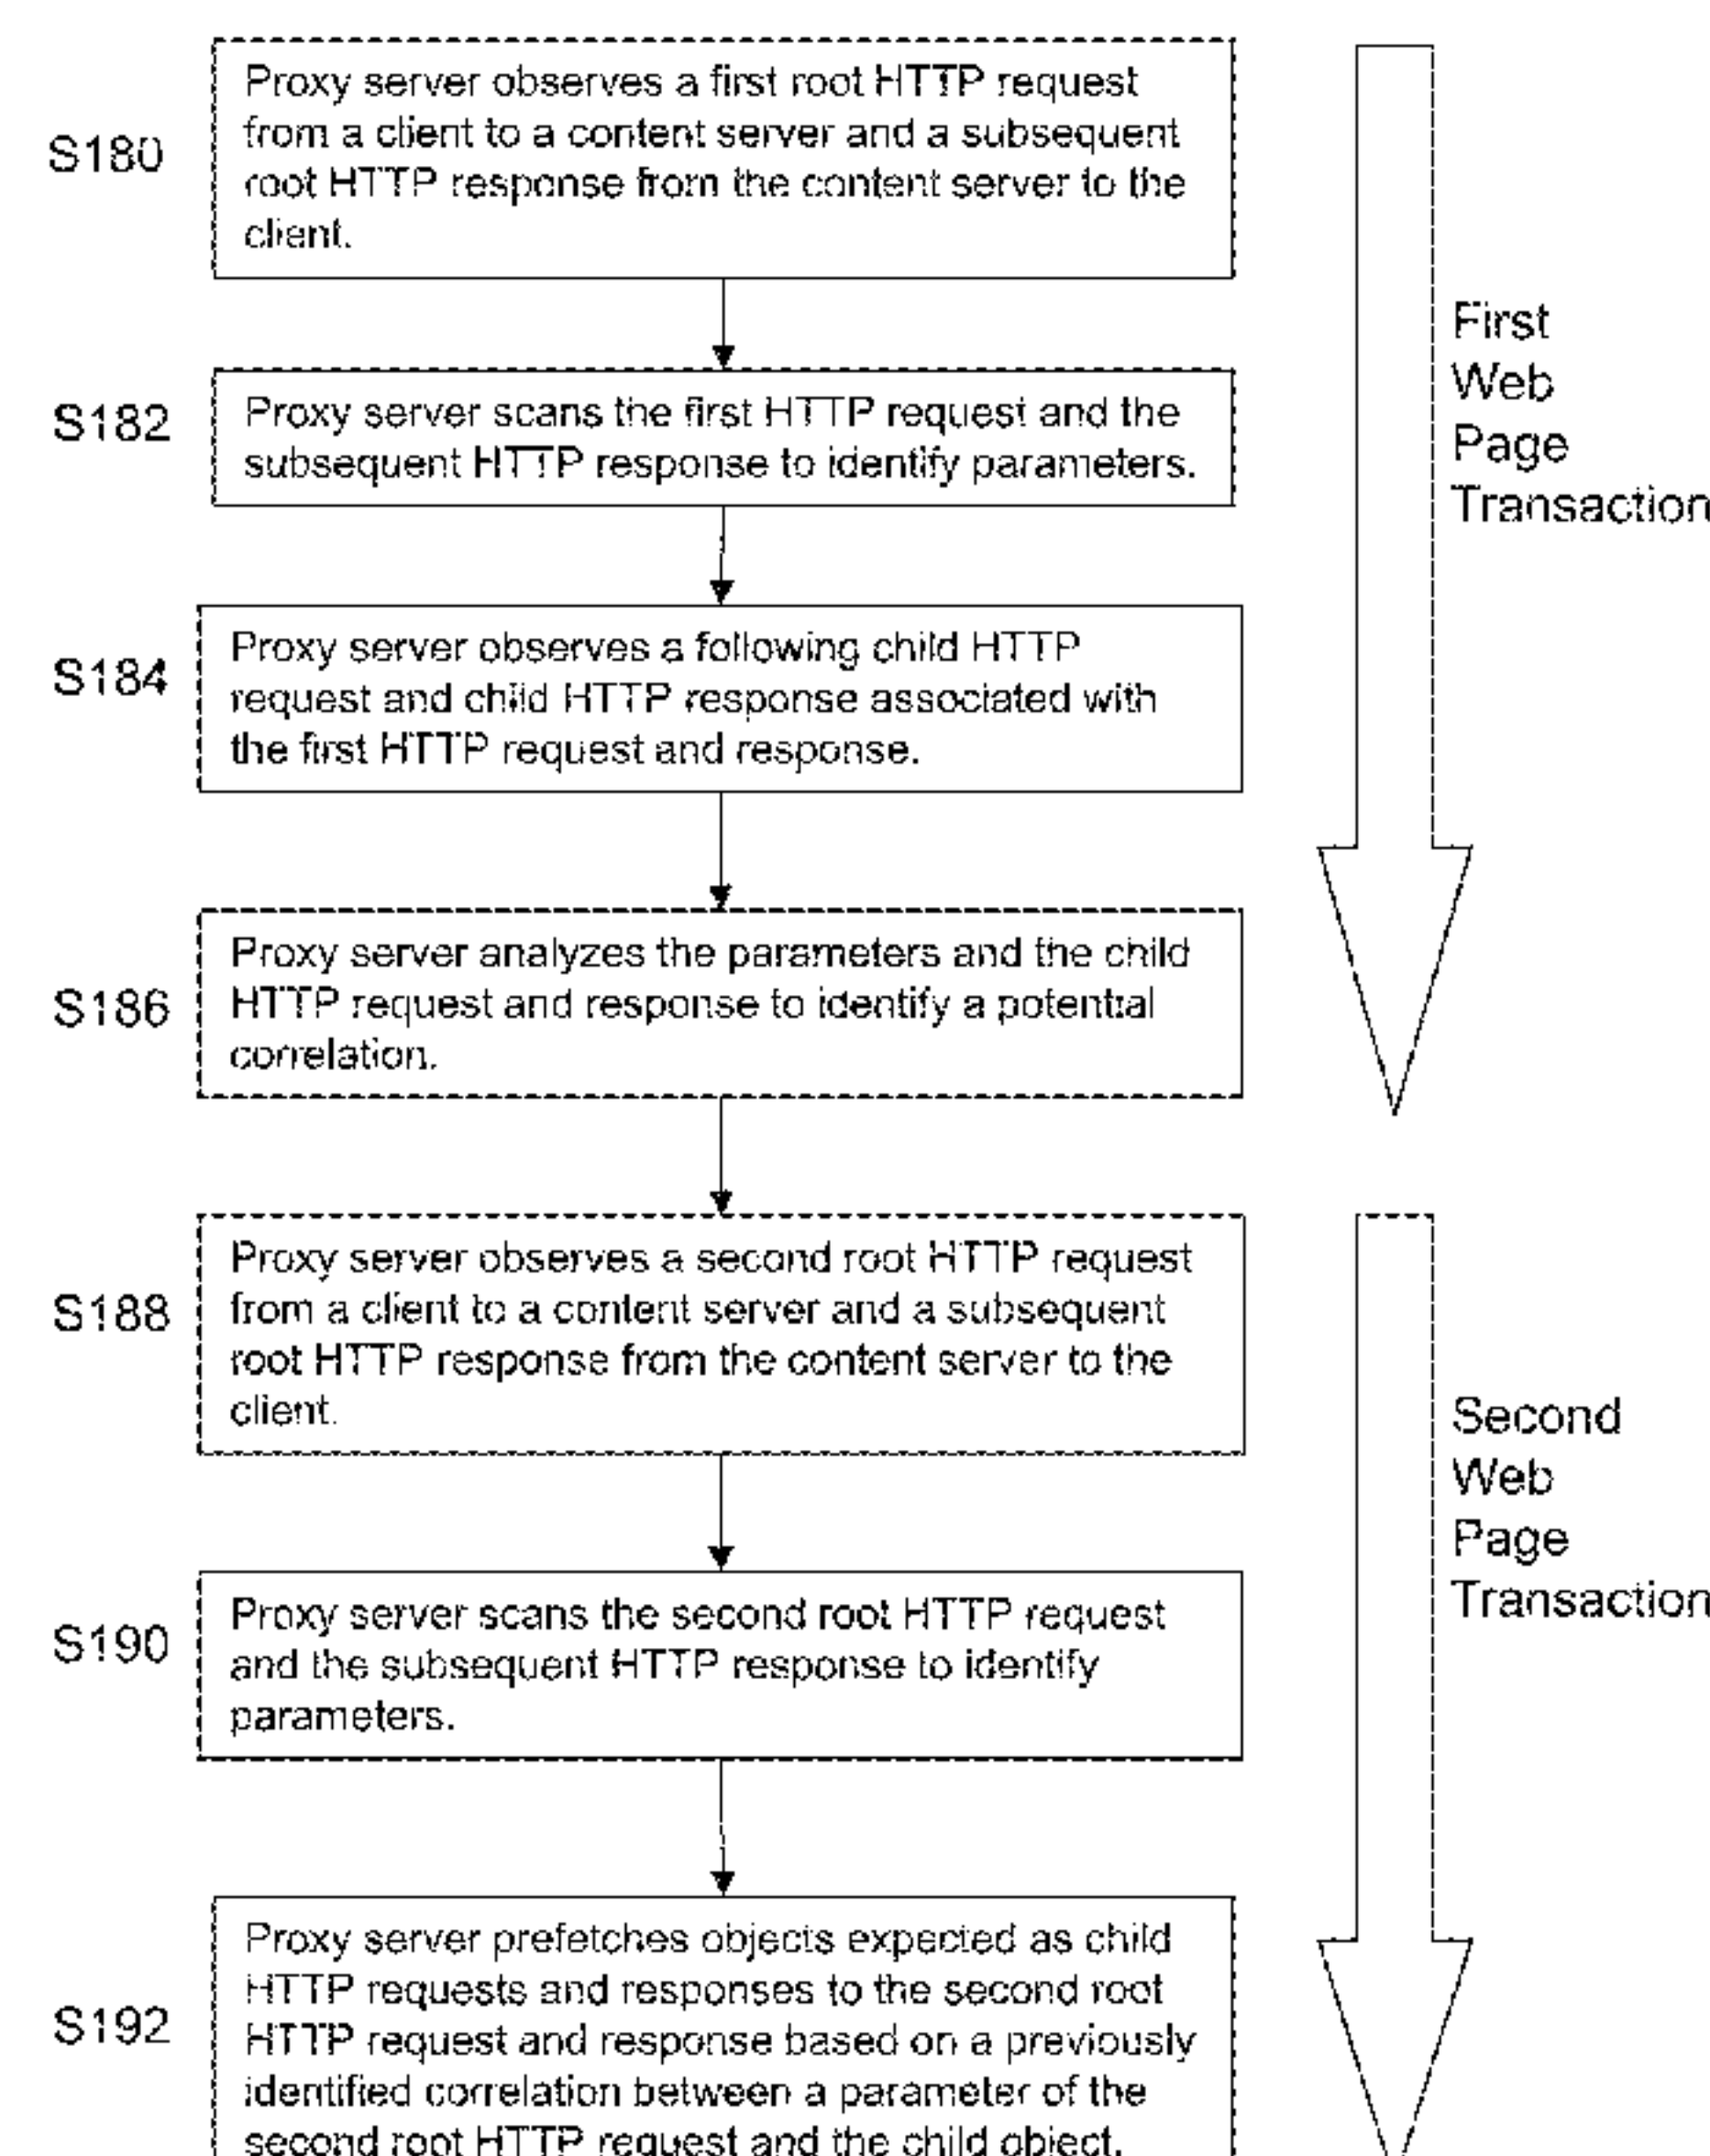 Proxy server observes a first root HTTP request
from a client to a content server and a subsequent
root HTTP response from the content server to the
client.
S180
Proxy server scans the first HTTP request and the
subsequent HTTP response to identify parameters.
S182
Proxy server observes a following child HTTP
request and child HTTP response associated with
the first HTTP request and response.
S184
Proxy server analyzes the parameters and the child
HTTP request and response to identify a potential
correlation.
S186
First
Web
Page
Transaction
Proxy server observes a second root HTTP request
from a client to a content server and a subsequent
root HTTP response from the content server to the
client.
S188
Proxy server scans the second root HTTP request
and the subsequent HTTP response to identify
parameters.
S190
Proxy server prefetches objects expected as child
HTTP requests and responses to the second root
HTTP request and response based on a previously
identified correlation between a parameter of the
second root HTTP request and the child object.
S192
Second
Web
Page
Transaction